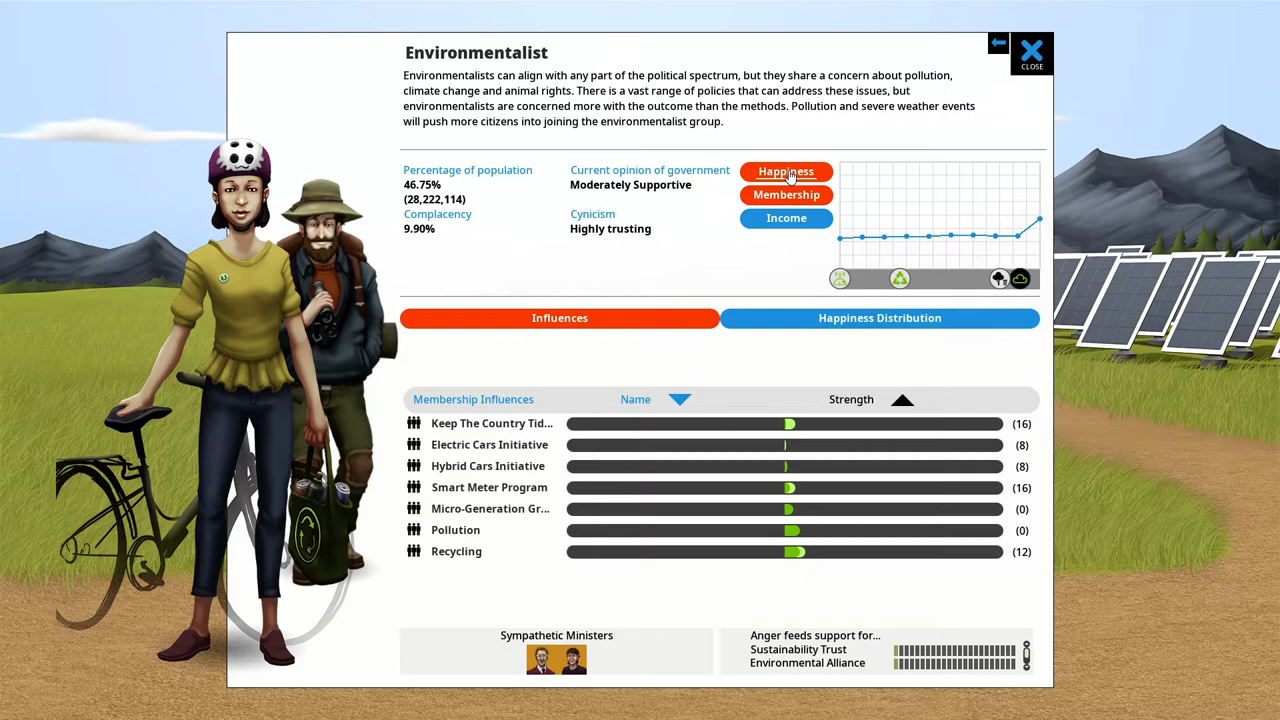 Environmentalist
CLOSE
Environmentalists can align with any part of the political spectrum, but they share a concern about pollution,
climate change and animal rights. There is a vast range of policies that can address these issues, but
environmentalists are concerned more with the outcome than the methods. Pollution and severe weather events
will push more citizens into joining the environmentalist group.
Percentage of population
46.75%
(28,222,114)
Complacency
9.90%
Current opinion of government
Moderately Supportive
Cynicism
Highly trusting
Happiness
Membership
Income
Influences
Happiness Distribution
Membership Influences Name Strength
Keep The Country Tid... (16)
Electric Cars Initiative (8)
Hybrid Cars Initiative (8)
Smart Meter Program (16)
Micro-Generation Gr... (0)
Pollution (0)
Recycling (12)
Sympathetic Ministers
Anger feeds support for...
Sustainability Trust
Environmental Alliance